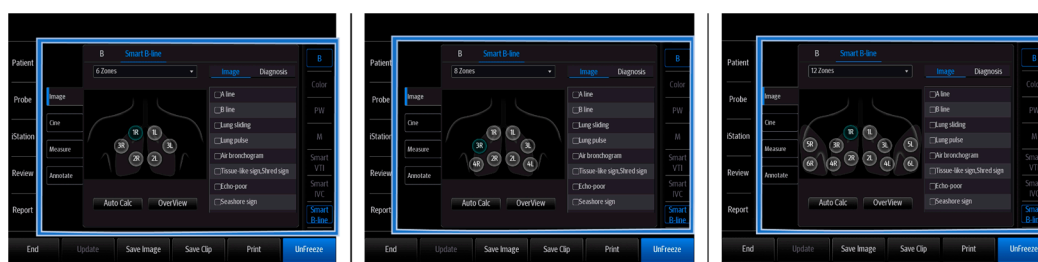 B Smart B-line
Patient
6 Zones
Image Diagnosis
B
Color
Probe
Image
A line
B line
PW
Cine
Lung sliding
iStation
1R 1L
Lung pulse
M
Measure
3R 3L
Air bronchogram
Smart
VTI
2R 2L
Review
Annotate
Tissue-like sign,Shred sign
Echo-poor
Smart
IVC
Auto Calc OverView
Seashore sign
Report
Smart
B-line
End Update Save Image Save Clip Print UnFreeze
B Smart B-line
Patient
8 Zones
Image Diagnosis
B
Color
Probe
Image
A line
B line
PW
Cine
Lung sliding
iStation
1R 1L
Lung pulse
M
Measure
3R 3L
Air bronchogram
Smart
VTI
4R 2R 2L 4L
Review
Annotate
Tissue-like sign,Shred sign
Echo-poor
Smart
IVC
Auto Calc OverView
Seashore sign
Report
Smart
B-line
End Update Save Image Save Clip Print UnFreeze
B Smart B-line
Patient
12 Zones
Image Diagnosis
B
Color
Probe
Image
A line
B line
PW
Cine
Lung sliding
iStation
1R 1L
Lung pulse
M
Measure
5R 3R 3L 5L
Air bronchogram
Smart
VTI
6R 4R 2R 2L 4L 6L
Review
Annotate
Tissue-like sign,Shred sign
Echo-poor
Smart
IVC
Auto Calc OverView
Seashore sign
Report
Smart
B-line
End Update Save Image Save Clip Print UnFreeze